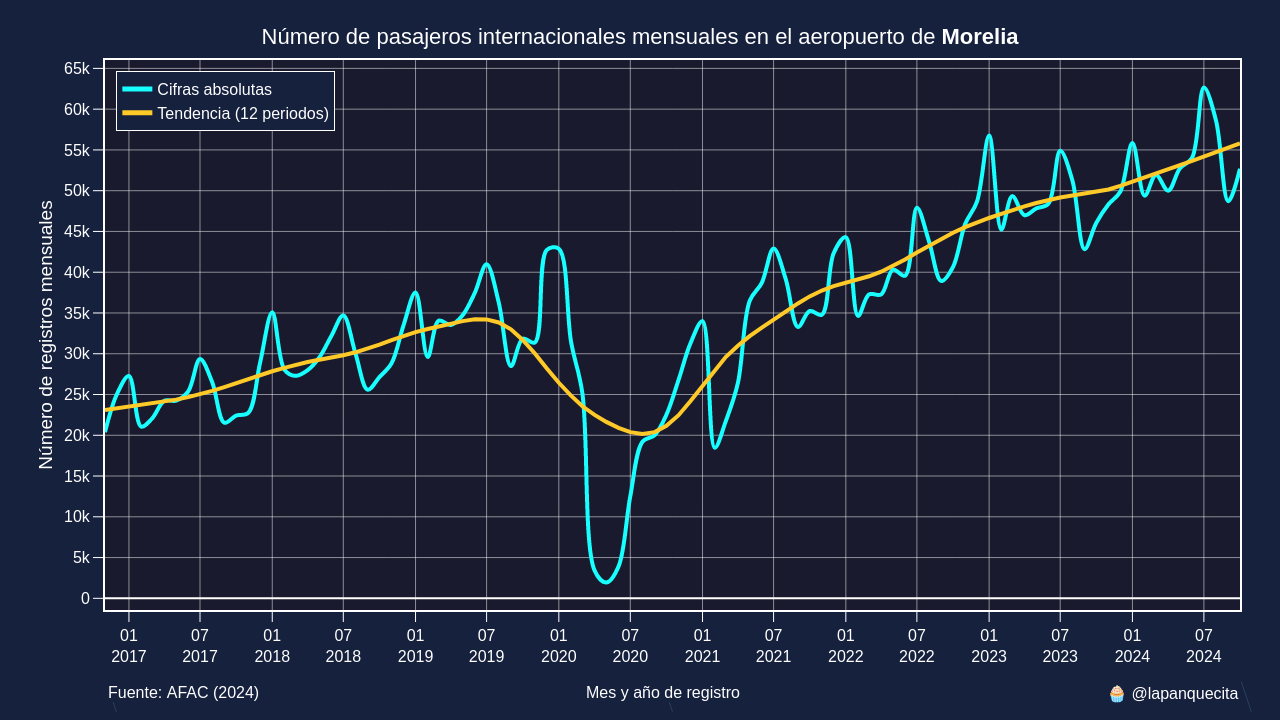 Número de pasajeros internacionales mensuales en el aeropuerto de Morelia
Cifras absolutas
Tendencia (12 periodos)
Número de registros mensuales
65k
60k
55k
50k
45k
40k
35k
30k
25k
20k
15k
10k
5k
0
01 07 01 07 01 07 01 07 01 07 01 07 01 07 01 07
2017 2017 2018 2018 2019 2019 2020 2020 2021 2021 2022 2022 2023 2023 2024 2024
Fuente: AFAC (2024) Mes y año de registro 🧁 @lapanquecita